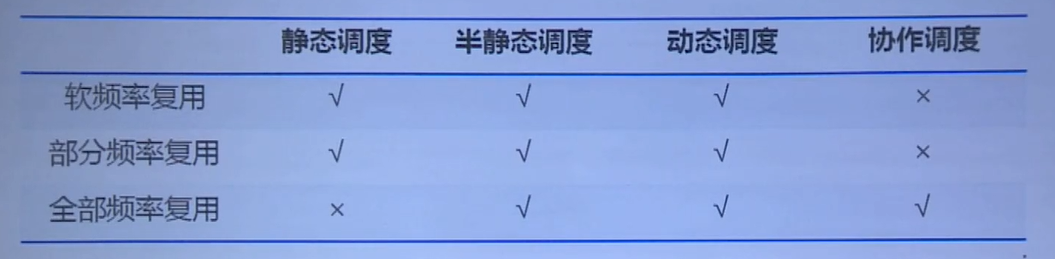 静态调度 半静态调度 动态调度 协作调度
软频率复用 √ √ √ ×
部分频率复用 √ √ √ ×
全部频率复用 × √ √ √